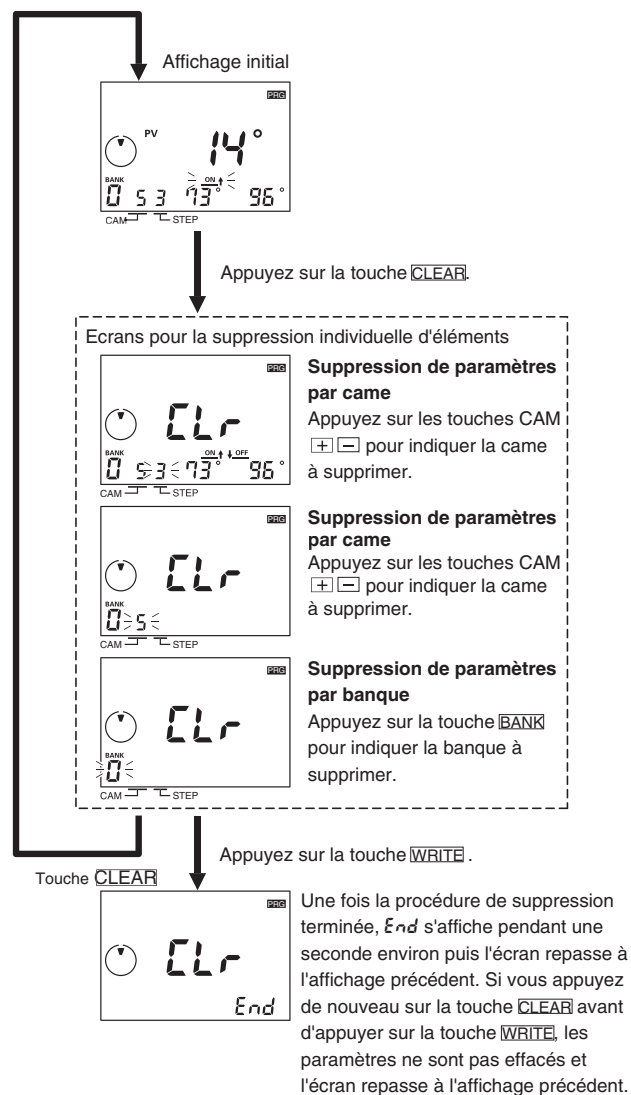 Affichage initial
PRG
PV
14°
BANK
ON
0 5 3 73° 96°
CAM STEP
Appuyez sur la touche CLEAR.
Ecrans pour la suppression individuelle d'éléments
PRG
CLr
BANK
ON OFF
0 5 3 73° 96°
CAM STEP
Suppression de paramètres
par came
Appuyez sur les touches CAM
+ - pour indiquer la came
à supprimer.
PRG
CLr
BANK
0 5
CAM STEP
Suppression de paramètres
par came
Appuyez sur les touches CAM
+ - pour indiquer la came
à supprimer.
PRG
CLr
BANK
0
CAM STEP
Suppression de paramètres
par banque
Appuyez sur la touche BANK
pour indiquer la banque à
supprimer.
Appuyez sur la touche WRITE .
Touche CLEAR
PRG
CLr
End
Une fois la procédure de suppression
terminée, End s'affiche pendant une
seconde environ puis l'écran repasse à
l'affichage précédent. Si vous appuyez
de nouveau sur la touche CLEAR avant
d'appuyer sur la touche WRITE, les
paramètres ne sont pas effacés et
l'écran repasse à l'affichage précédent.